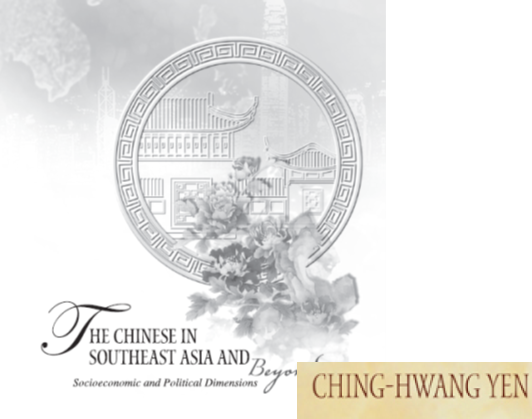 THE CHINESE IN
SOUTHEAST ASIA AND
Socioeconomic and Political Dimensions
CHING-HWANG YEN